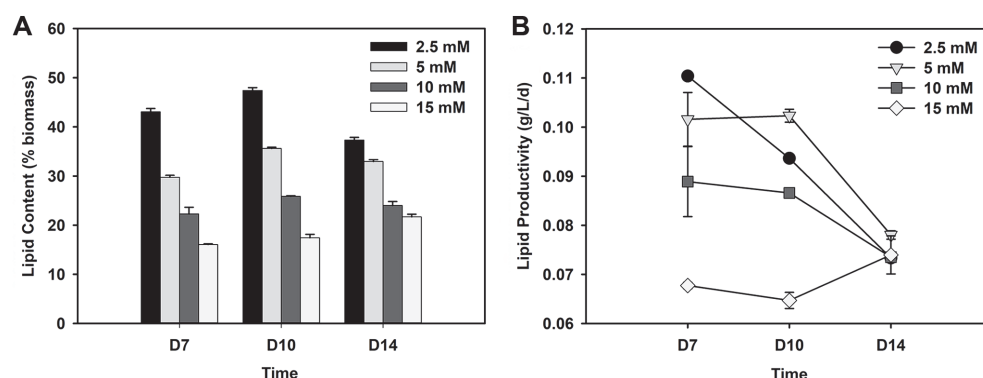 A
Lipid Content (% biomass)
60
50
40
30
20
10
0
2.5 mM
5 mM
10 mM
15 mM
D7 D10 D14
Time
B
Lipid Productivity (g/L/d)
0.12
0.11
0.10
0.09
0.08
0.07
0.06
2.5 mM
5 mM
10 mM
15 mM
D7 D10 D14
Time